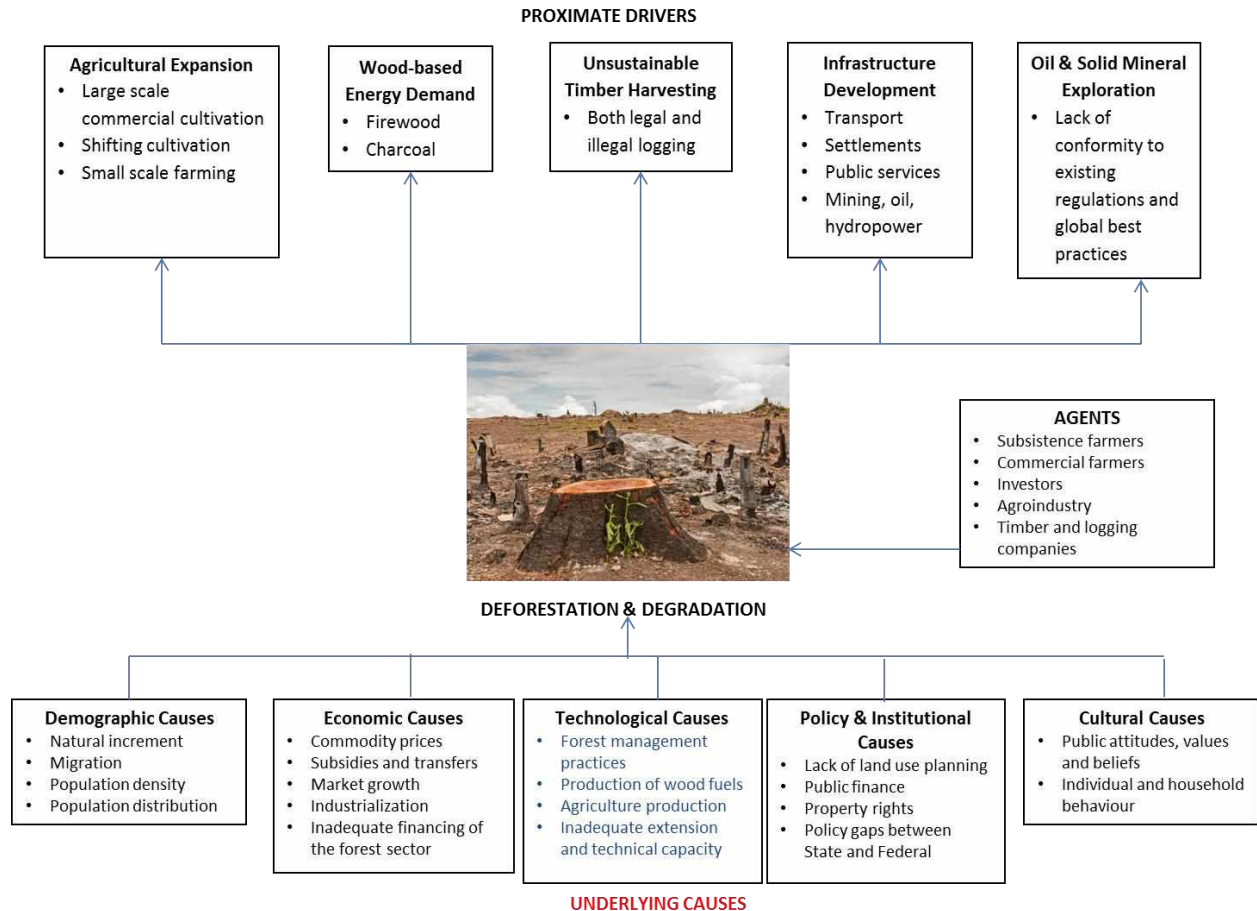 PROXIMATE DRIVERS
Agricultural Expansion
• Large scale
commercial cultivation
• Shifting cultivation
• Small scale farming
Wood-based
Energy Demand
• Firewood
• Charcoal
Unsustainable
Timber Harvesting
• Both legal and
illegal logging
Infrastructure
Development
• Transport
• Settlements
• Public services
• Mining, oil,
hydropower
Oil & Solid Mineral
Exploration
• Lack of
conformity to
existing
regulations and
global best
practices
AGENTS
• Subsistence farmers
• Commercial farmers
• Investors
• Agroindustry
• Timber and logging
companies
DEFORESTATION & DEGRADATION
Demographic Causes
• Natural increment
• Migration
• Population density
• Population distribution
Economic Causes
• Commodity prices
• Subsidies and transfers
• Market growth
• Industrialization
• Inadequate financing of
the forest sector
Technological Causes
• Forest management
practices
• Production of wood fuels
• Agriculture production
• Inadequate extension
and technical capacity
Policy & Institutional
Causes
• Lack of land use planning
• Public finance
• Property rights
• Policy gaps between
State and Federal
Cultural Causes
• Public attitudes, values
and beliefs
• Individual and household
behaviour
UNDERLYING CAUSES